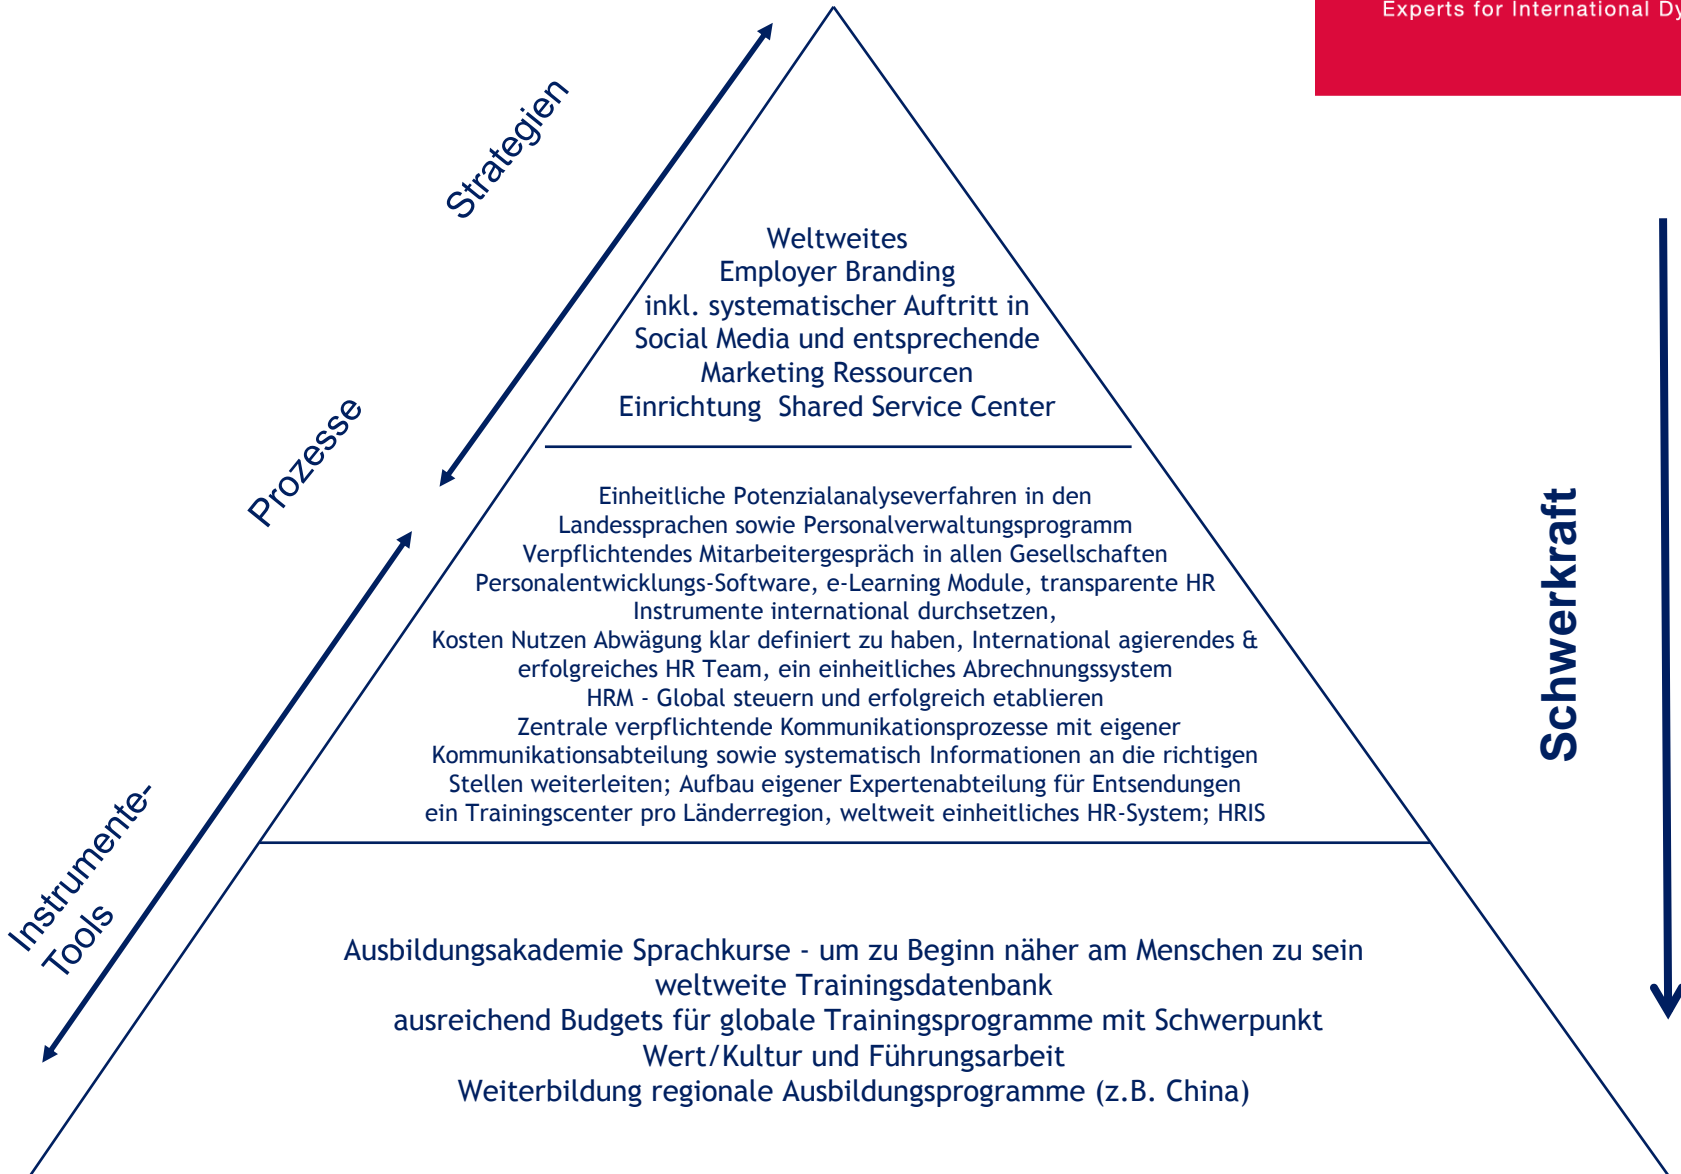 Experts for International
Strategien
Weltweites
Employer Branding
inkl. systematischer Auftritt in
Social Media und entsprechende
Marketing Ressourcen
Einrichtung Shared Service Center
Prozesse
Einheitliche Potenzialanalyseverfahren in den
Landessprachen sowie Personalverwaltungsprogramm
Verpflichtendes Mitarbeitergespräch in allen Gesellschaften
Personalentwicklungs-Software, e-Learning Module, transparente HR
Instrumente international durchsetzen,
Kosten Nutzen Abwägung klar definiert zu haben, International agierendes &
erfolgreiches HR Team, ein einheitliches Abrechnungssystem
HRM - Global steuern und erfolgreich etablieren
Zentrale verpflichtende Kommunikationsprozesse mit eigener
Kommunikationsabteilung sowie systematisch Informationen an die richtigen
Stellen weiterleiten; Aufbau eigener Expertenabteilung für Entsendungen
ein Trainingscenter pro Länderregion, weltweit einheitliches HR-System; HRIS
Schwerkraft
Instrumente-
Tools
Ausbildungsakademie Sprachkurse - um zu Beginn näher am Menschen zu sein
weltweite Trainingsdatenbank
ausreichend Budgets für globale Trainingsprogramme mit Schwerpunkt
Wert/Kultur und Führungsarbeit
Weiterbildung regionale Ausbildungsprogramme (z.B. China)